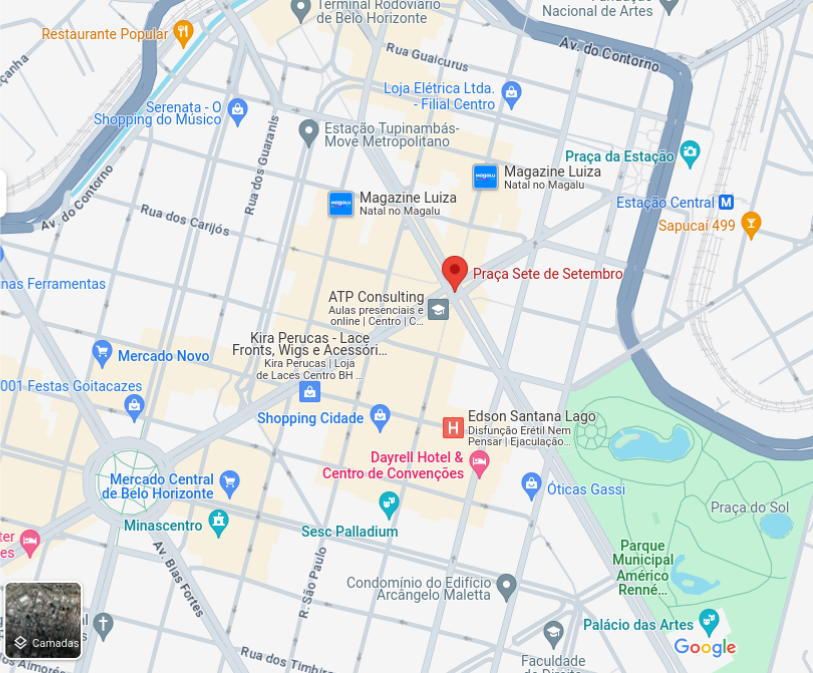 Terminal Rodoviário
de Belo Horizonte
Nacional de Artes
Restaurante Popular
Rua Guaicurus
Av. do Contorno
Loja Elétrica Ltda.
- Filial Centro
Serenata - O
Shopping do Músico
Rua dos Guaranis
Estação Tupinambás-
Move Metropolitano
Praça da Estação
magalu
Magazine Luiza
Natal no Magalu
magalu
Magazine Luiza
Natal no Magalu
Av. do Contorno
Rua dos Carijós
Estação Central M
Sapucaí 499
Praça Sete de Setembro
nas Ferramentas
ATP Consulting
Aulas presenciais e
online | Centro | C...
Kira Perucas - Lace
Fronts, Wigs e Acessóri...
Kira Perucas | Loja
de Laces Centro BH ...
Mercado Novo
001 Festas Goitacazes
Shopping Cidade
H
Edson Santana Lago
Disfunção Erétil Nem
Pensar | Ejaculação...
Dayrell Hotel &
Centro de Convenções
Mercado Central
de Belo Horizonte
Óticas Gassi
Praça do Sol
Minascentro
Sesc Palladium
Parque
Municipal
Américo
Renné...
Av. Bias Fortes
R. São Paulo
Condomínio do Edifício
Arcângelo Maletta
Palácio das Artes
Camadas
Google
Rua dos Timbira
Faculdade
de Direito